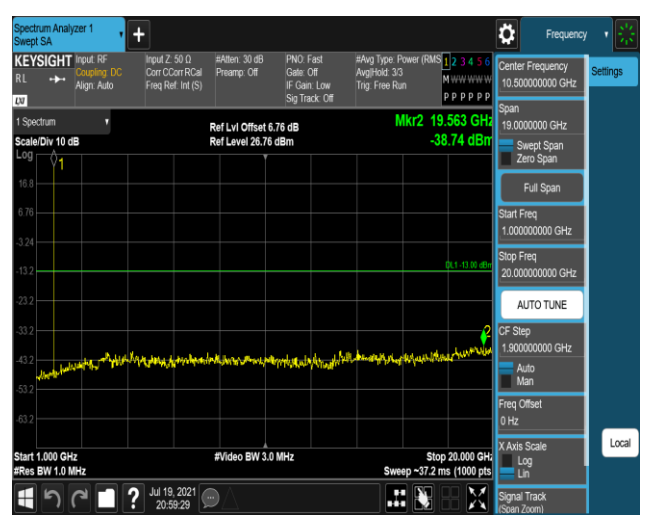 Spectrum Analyzer 1
Swept SA
Frequency
KEYSIGHT
RL
LXI
Input: RF
Coupling: DC
Align: Auto
Input Z: 50 Ω
Corr CCorr RCal
Freq Ref: Int (S)
#Atten: 30 dB
Preamp: Off
PNO: Fast
Gate: Off
IF Gain: Low
Sig Track: Off
#Avg Type: Power (RMS)
Avg|Hold: 3/3
Trig: Free Run
1 2 3 4 5 6
M W W W W W
P P P P P P
1 Spectrum
Scale/Div 10 dB
Log
Ref Lvl Offset 6.76 dB
Ref Level 26.76 dBm
Mkr2 19.563 GHz
-38.74 dBm
1
16.8
6.76
-3.24
-13.2
DL1 -13.00 dBm
-23.2
-33.2
2
-43.2
-53.2
-63.2
Start 1.000 GHz
#Res BW 1.0 MHz
#Video BW 3.0 MHz
Stop 20.000 GHz
Sweep ~37.2 ms (1000 pts
Jul 19, 2021
20:59:29
?
Center Frequency
10.500000000 GHz
Span
19.0000000 GHz
Swept Span
Zero Span
Full Span
Start Freq
1.000000000 GHz
Stop Freq
20.000000000 GHz
AUTO TUNE
CF Step
1.900000000 GHz
Auto
Man
Freq Offset
0 Hz
X Axis Scale
Log
Lin
Signal Track
(Span Zoom)
Settings
Local